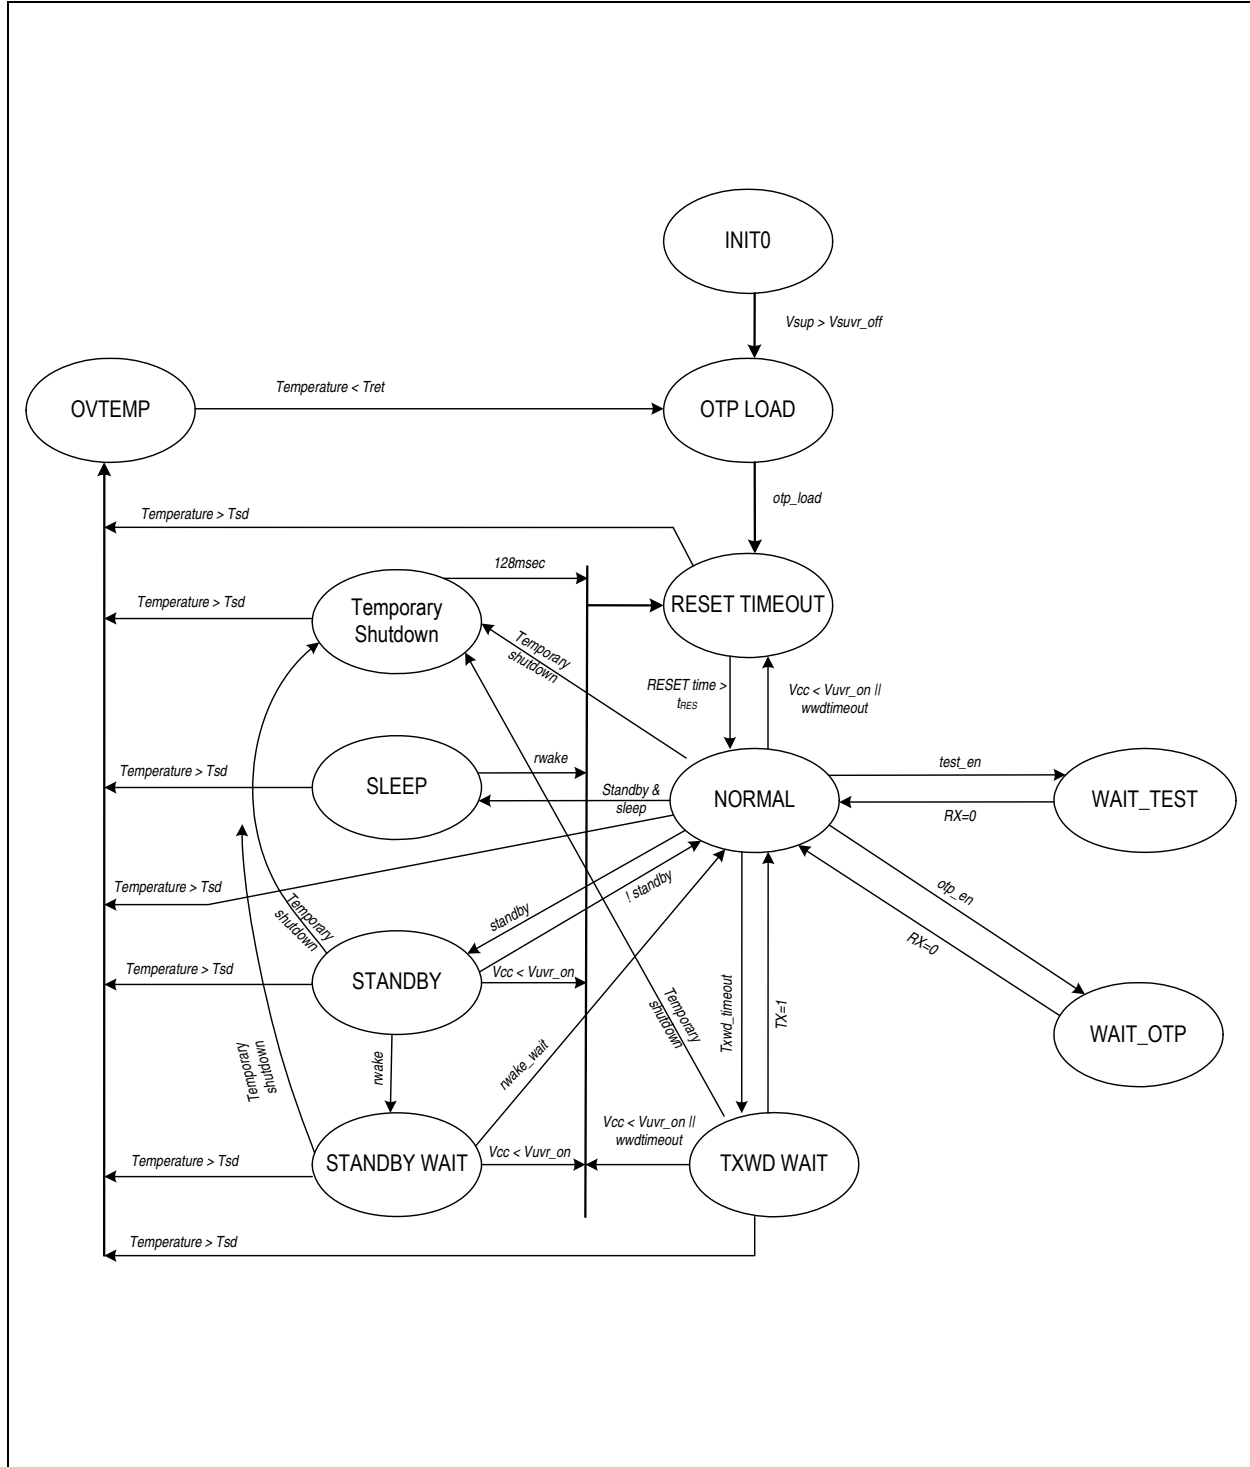 INIT0
Vsup > Vsuvr_off
OVTEMP
Temperature < Tret
OTP LOAD
otp_load
Temperature > Tsd
128msec
Temporary
Shutdown
Temperature > Tsd
RESET TIMEOUT
Temporary
shutdown
RESET time >
tRES
Vcc < Vuvr_on ||
wwdtimeout
Temperature > Tsd
SLEEP
rwake
Standby &
sleep
NORMAL
test_en
RX=0
WAIT_TEST
Temperature > Tsd
Temporary
shutdown
standby
! standby
otp_en
RX=0
Temperature > Tsd
STANDBY
Vcc < Vuvr_on
Temporary
shutdown
Txwd_timeout
TX=1
WAIT_OTP
Temporary
shutdown
rwake
rwake_wait
Vcc < Vuvr_on ||
wwdtimeout
Temperature > Tsd
STANDBY WAIT
Vcc < Vuvr_on
TXWD WAIT
Temperature > Tsd